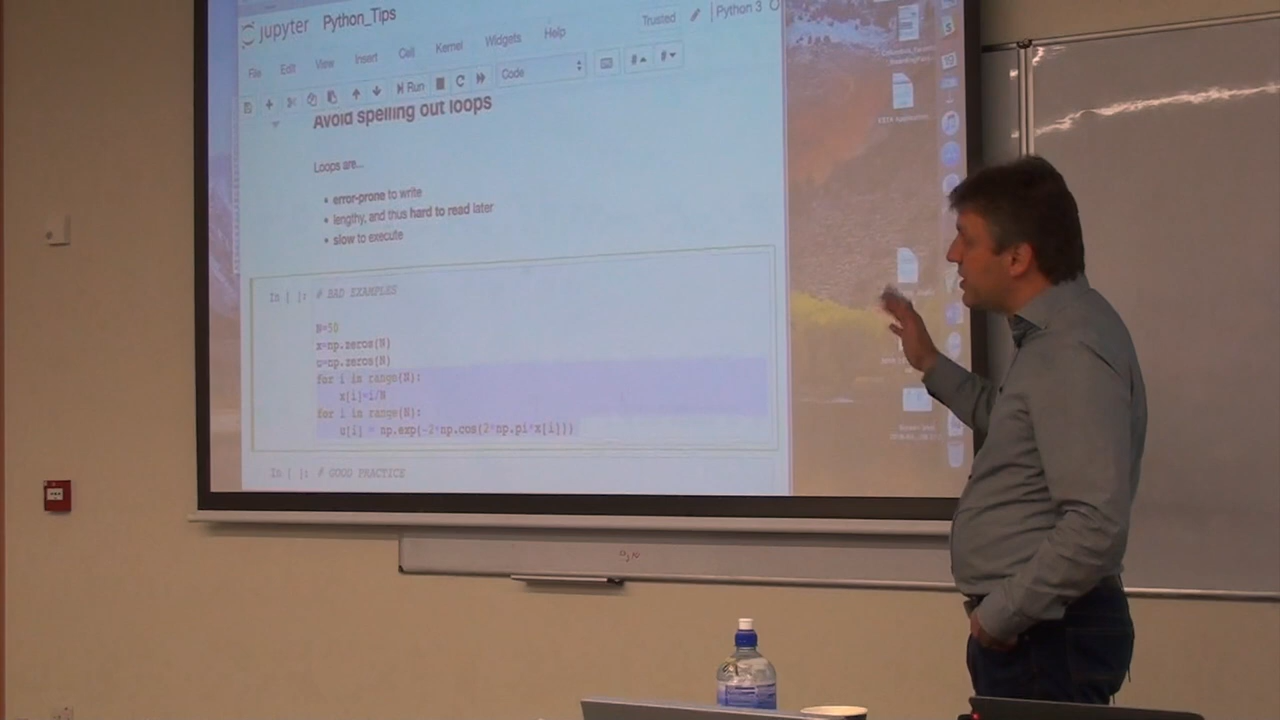 jupyter Python_Tips
Trusted Python 3
File Edit View Insert Cell Kernel Widgets Help
Run Code
Avoid spelling out loops
Loops are...
• error-prone to write
• lengthy, and thus hard to read later
• slow to execute
In [ ]: # BAD EXAMPLES
N=50
x=np.zeros(N)
u=np.zeros(N)
for i in range(N):
x[i]=i/N
for i in range(N):
u[i] = np.exp(-2*np.cos(2*np.pi*x[i]))
In [ ]: # GOOD PRACTICE